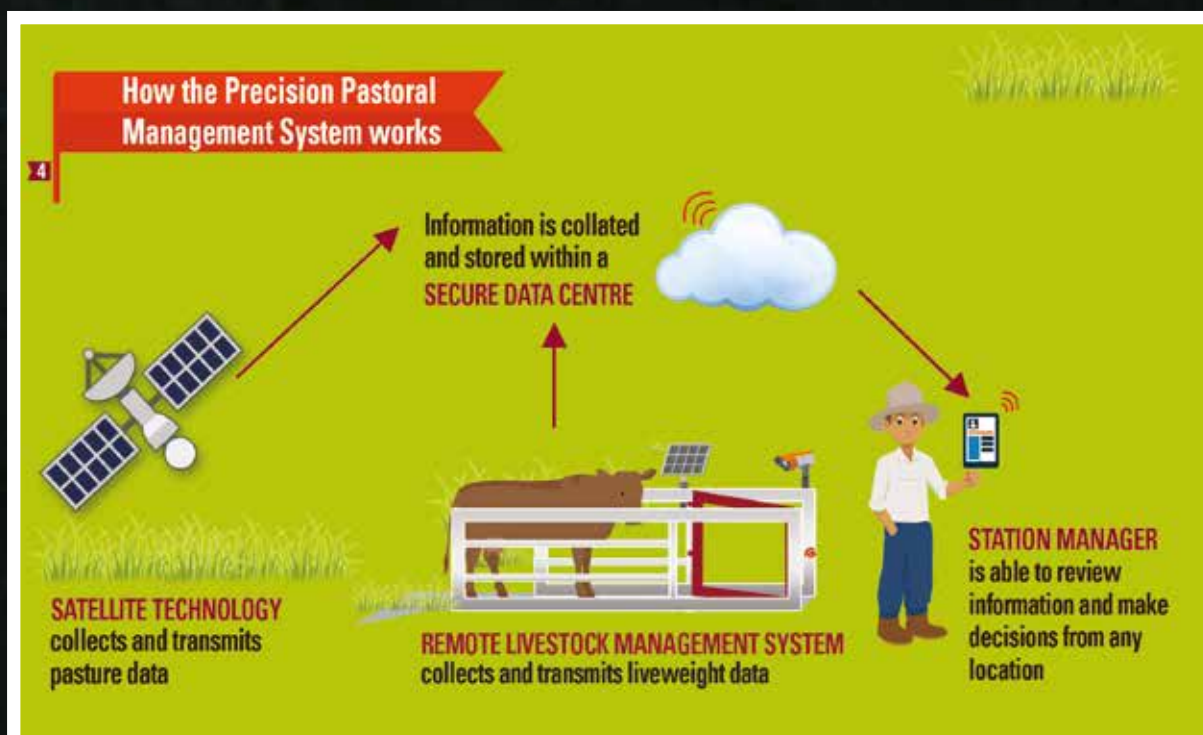 How the Precision Pastoral
Management System works
4
Information is collated
and stored within a
SECURE DATA CENTRE
SATELLITE TECHNOLOGY
collects and transmits
pasture data
REMOTE LIVESTOCK MANAGEMENT SYSTEM
collects and transmits liveweight data
STATION MANAGER
is able to review
information and make
decisions from any
location